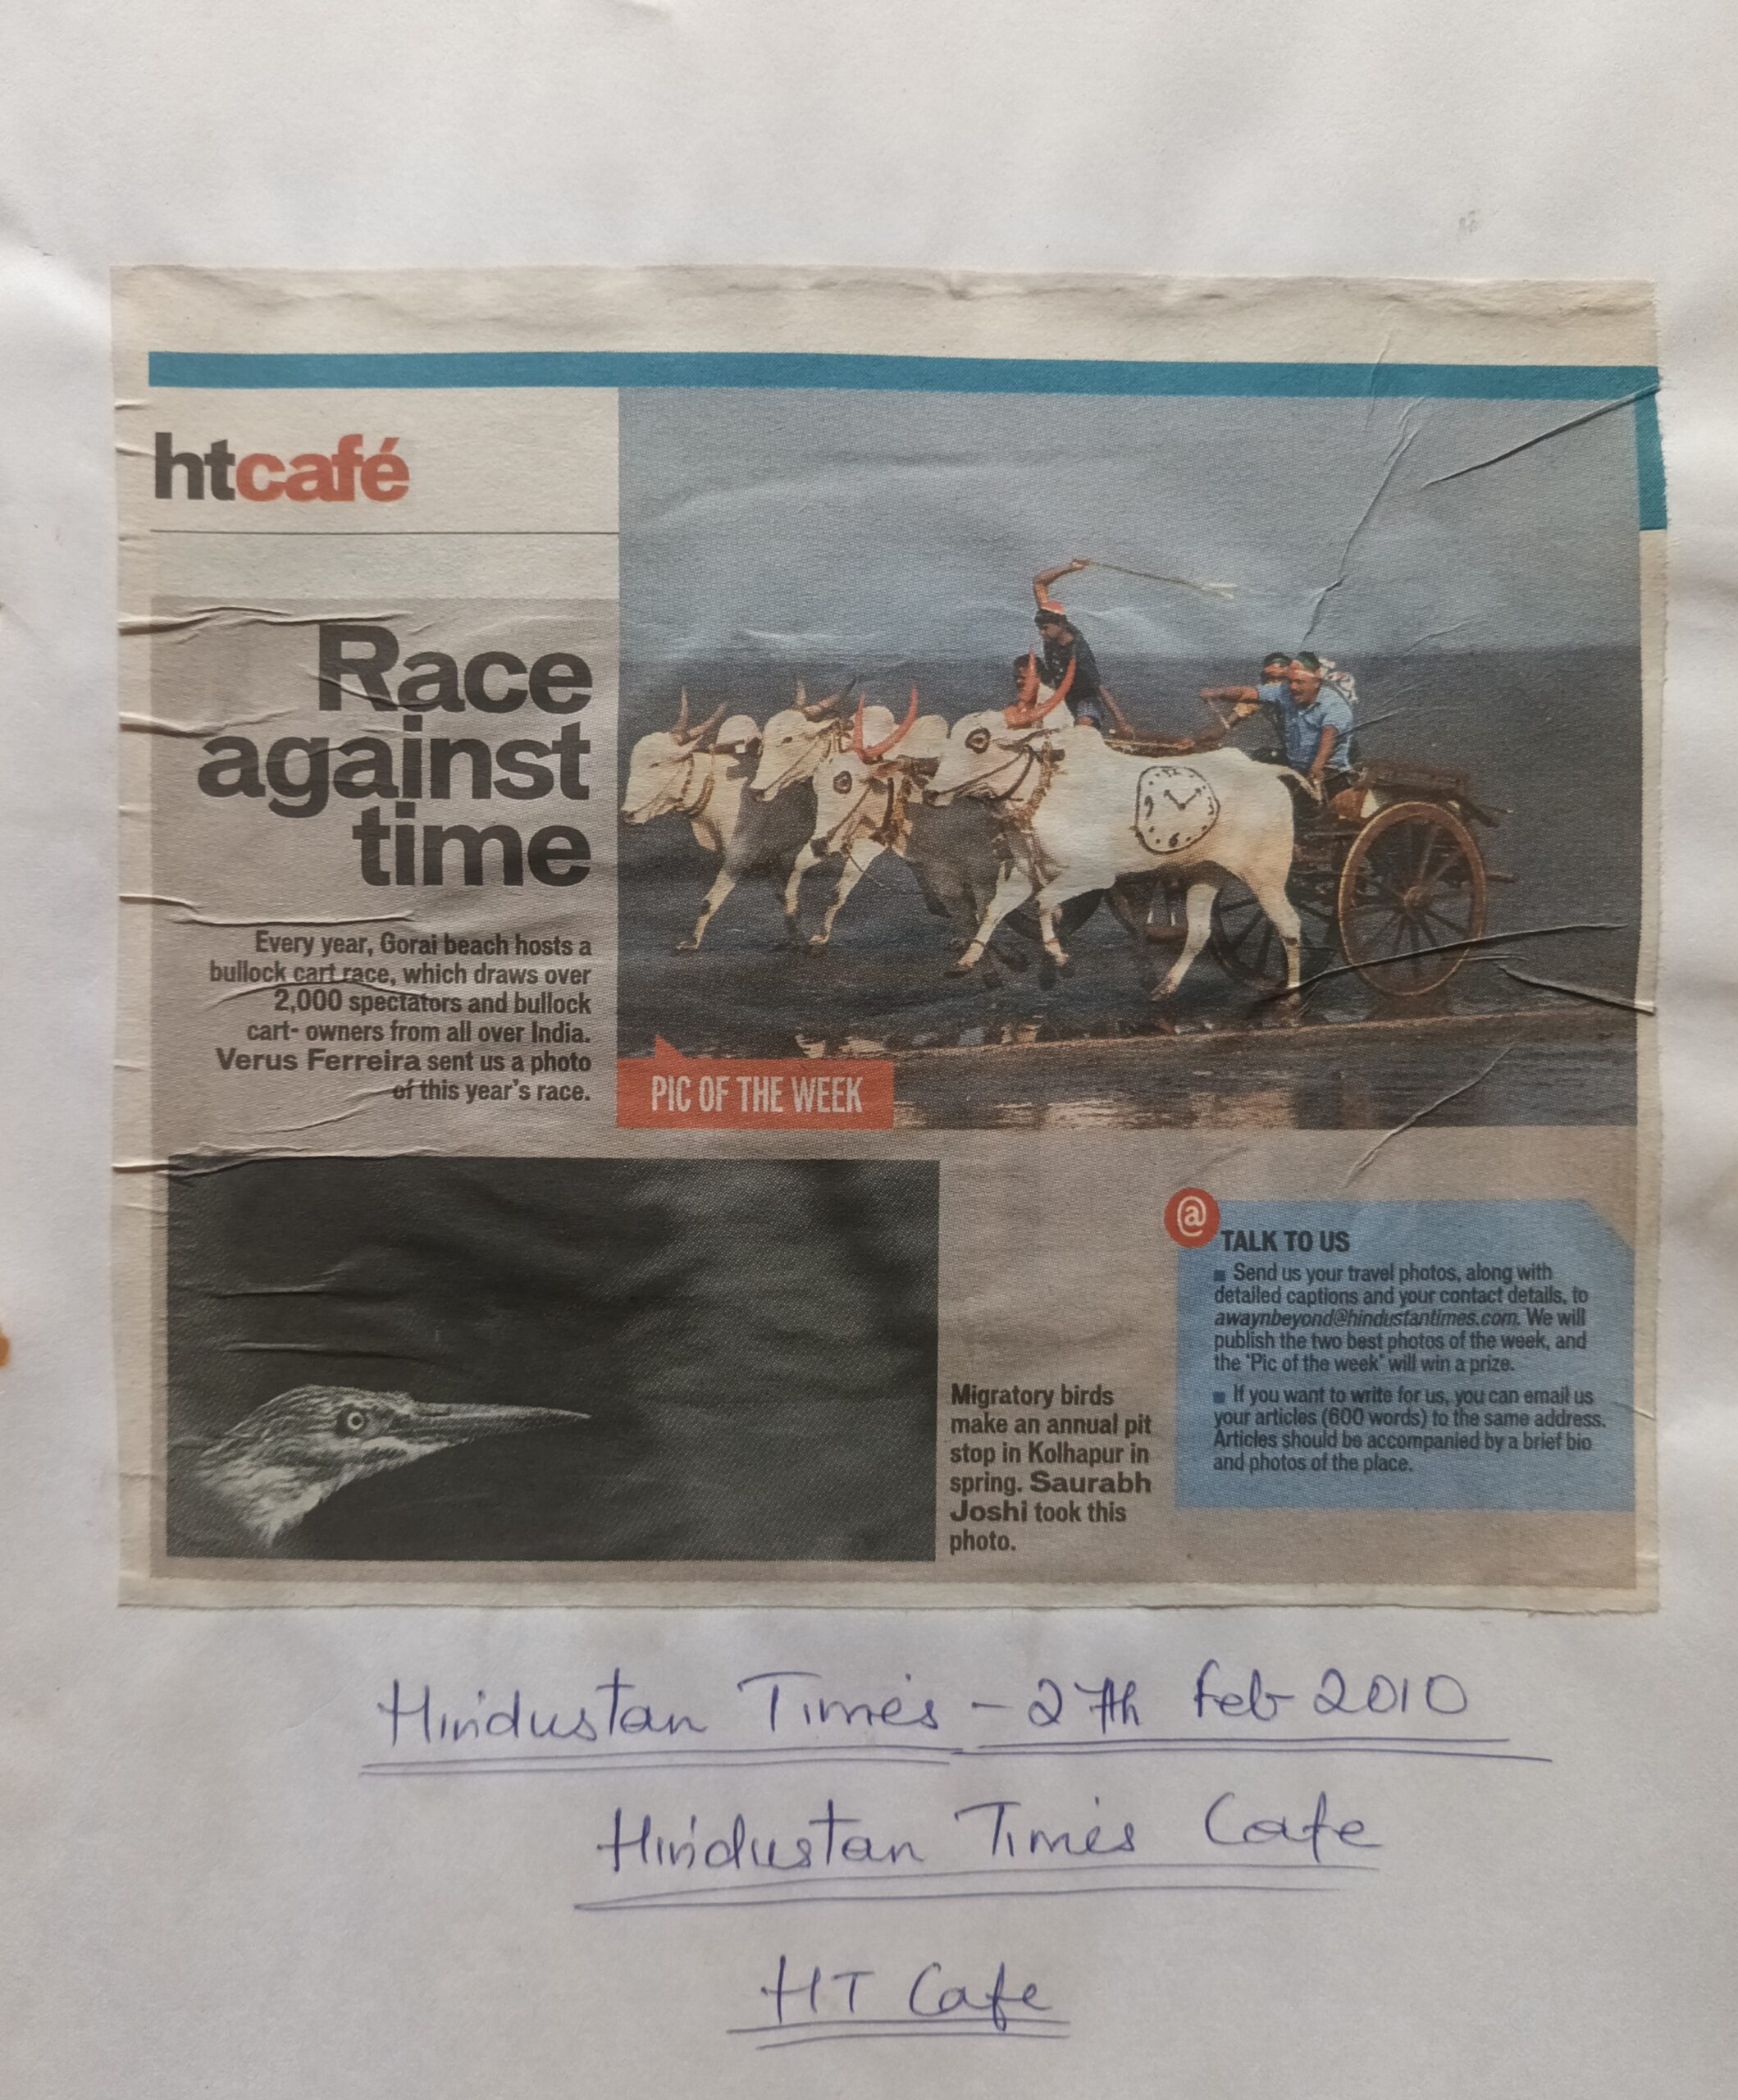 htcafé
Race
against
time
Every year, Gorai beach hosts a
bullock cart race, which draws over
2,000 spectators and bullock
cart- owners from all over India.
Verus Ferreira sent us a photo
of this year's race.
PIC OF THE WEEK
Migratory birds
make an annual pit
stop in Kolhapur in
spring. Saurabh
Joshi took this
photo.
@
TALK TO US
■ Send us your travel photos, along with
detailed captions and your contact details, to
awaynbeyond@hindustantimes.com. We will
publish the two best photos of the week, and
the 'Pic of the week' will win a prize.
■ If you want to write for us, you can email us
your articles (600 words) to the same address.
Articles should be accompanied by a brief bio
and photos of the place.
Hindustan Times - 27th Feb 2010
Hindustan Times Cafe
HT Cafe